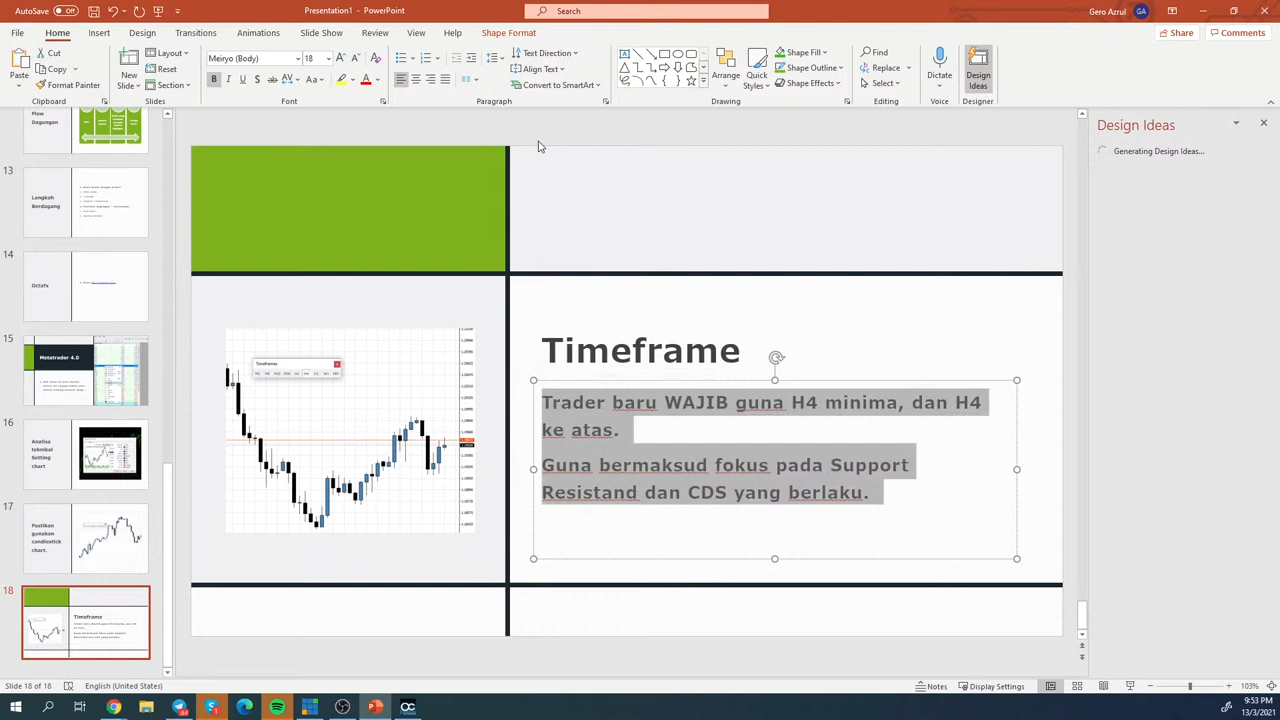 AutoSave Off
Presentation1 - PowerPoint
Search
Gero Azul
GA
File Home Insert Design Transitions Animations Slide Show Review View Help Shape Format
Share Comments
Paste
Cut
Copy
Format Painter
Clipboard
New
Slide
Layout
Reset
Section
Slides
Meiryo (Body) 18
Font
Text Direction
Align Text
Convert to SmartArt
Paragraph
Arrange
Quick
Styles
Shape Fill
Shape Outline
Shape Effects
Drawing
Find
Replace
Select
Editing
Dictate
Voice
Design
Ideas
Designer
Design Ideas
Generating Design Ideas...
Flow
Dagangan
13
Langkah
Berdagang
14
Octafx
15
Metatrader 4.0
16
Analisa
teknikal
Setting
chart
17
Pastikan
gunakan
candlestick
chart.
18
Timeframe
Timeframes
Timeframe
Trader baru WAJIB guna H4 minima, dan H4
ke atas.
Guna bermaksud fokus pada Support
Resistand dan CDS yang berlaku.
Slide 18 of 18 English (United States)
Notes Display Settings 103%
9:53 PM
13/3/2021